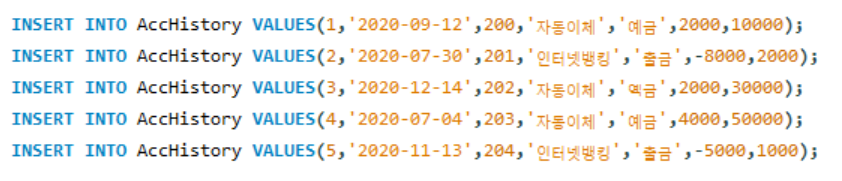 INSERT INTO AccHistory VALUES(1,'2020-09-12',200,'자동이체','예금',2000,10000);
INSERT INTO AccHistory VALUES(2,'2020-07-30',201,'인터넷뱅킹','출금',-8000,2000);
INSERT INTO AccHistory VALUES(3,'2020-12-14',202,'자동이체','예금',2000,30000);
INSERT INTO AccHistory VALUES(4,'2020-07-04',203,'자동이체','예금',4000,50000);
INSERT INTO AccHistory VALUES(5,'2020-11-13',204,'인터넷뱅킹','출금',-5000,1000);